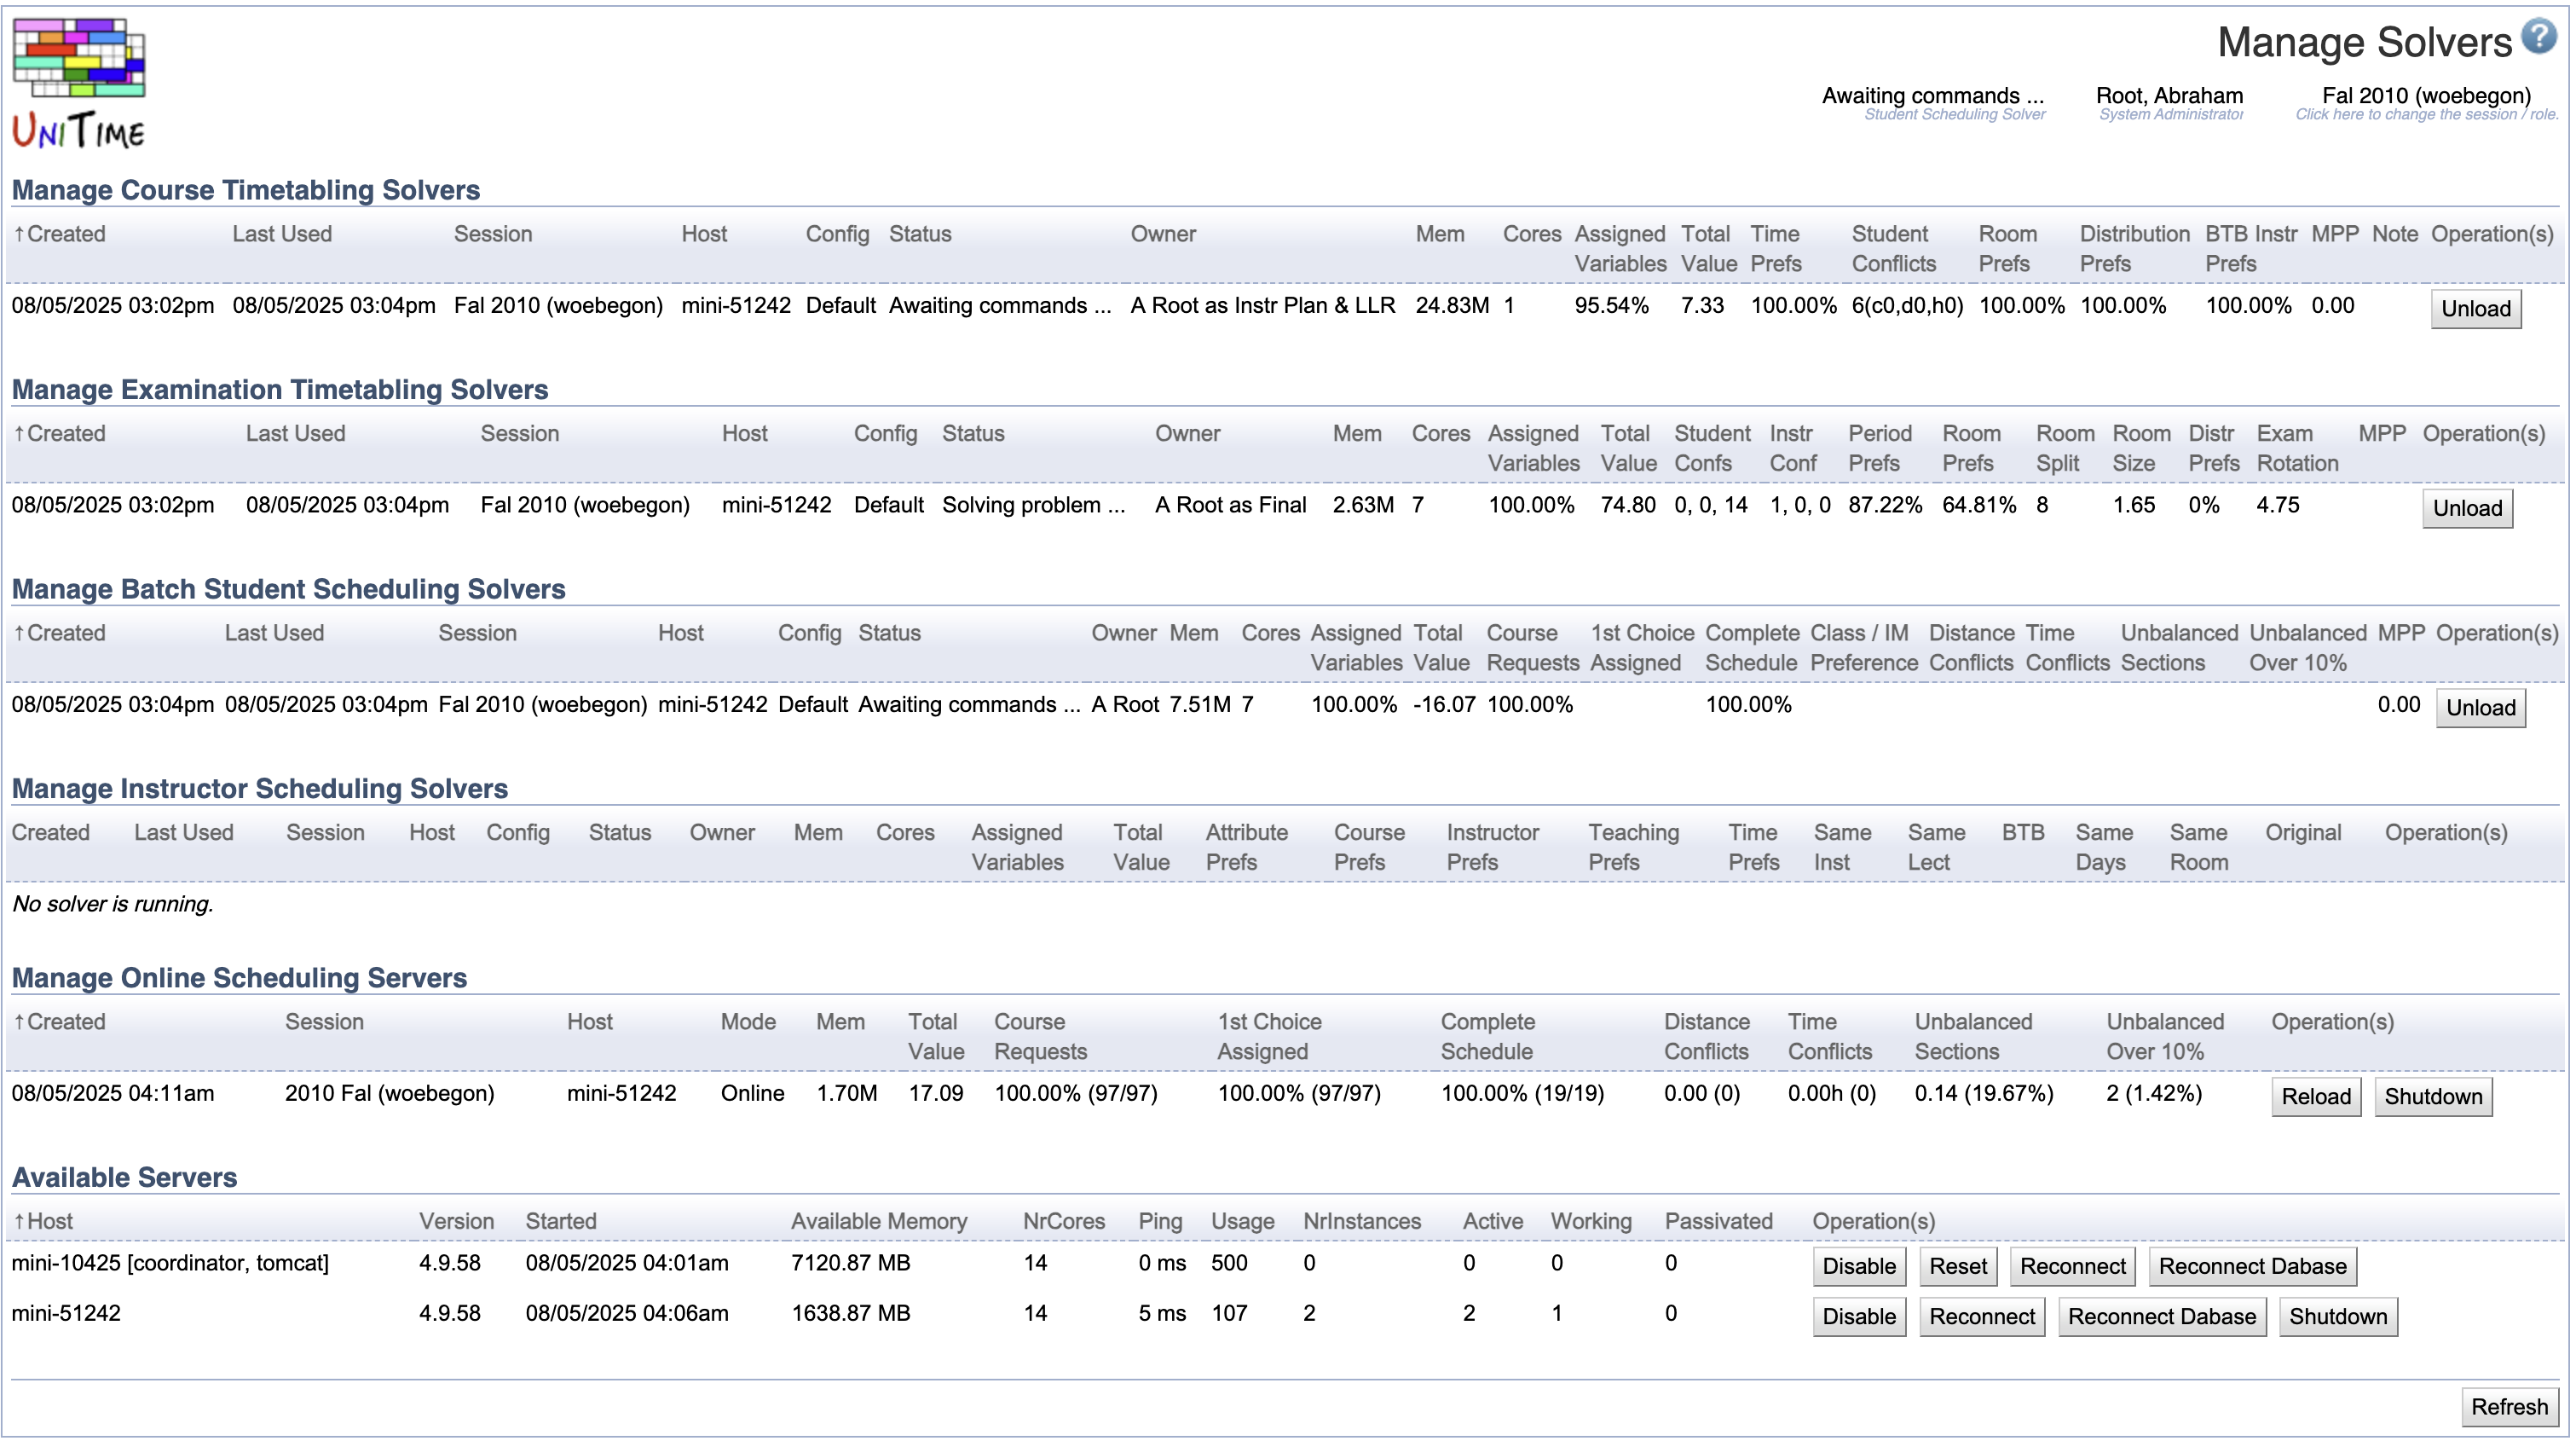 UNITIME
Manage Solvers ?
Awaiting commands ... Root, Abraham Fal 2010 (woebegon)
Student Scheduling Solver System Administrator Click here to change the session / role.
Manage Course Timetabling Solvers
↑Created Last Used Session Host Config Status Owner Mem Cores Assigned Variables Total Value Time Prefs Student Conflicts Room Prefs Distribution Prefs BTB Instr Prefs MPP Note Operation(s)
08/05/2025 03:02pm 08/05/2025 03:04pm Fal 2010 (woebegon) mini-51242 Default Awaiting commands ... A Root as Instr Plan & LLR 24.83M 1 95.54% 7.33 100.00% 6(c0,d0,h0) 100.00% 100.00% 100.00% 0.00 Unload
Manage Examination Timetabling Solvers
↑Created Last Used Session Host Config Status Owner Mem Cores Assigned Variables Total Value Student Confs Instr Conf Period Prefs Room Prefs Room Split Room Size Distr Prefs Exam Rotation MPP Operation(s)
08/05/2025 03:02pm 08/05/2025 03:04pm Fal 2010 (woebegon) mini-51242 Default Solving problem ... A Root as Final 2.63M 7 100.00% 74.80 0, 0, 14 1, 0, 0 87.22% 64.81% 8 1.65 0% 4.75 Unload
Manage Batch Student Scheduling Solvers
↑Created Last Used Session Host Config Status Owner Mem Cores Assigned Variables Total Value Course Requests 1st Choice Assigned Complete Schedule Class / IM Preference Distance Conflicts Time Conflicts Unbalanced Sections Unbalanced Over 10% MPP Operation(s)
08/05/2025 03:04pm 08/05/2025 03:04pm Fal 2010 (woebegon) mini-51242 Default Awaiting commands ... A Root 7.51M 7 100.00% -16.07 100.00% 100.00% 0.00 Unload
Manage Instructor Scheduling Solvers
Created Last Used Session Host Config Status Owner Mem Cores Assigned Variables Total Value Attribute Prefs Course Prefs Instructor Prefs Teaching Prefs Time Prefs Same Inst Same Lect BTB Same Days Same Room Original Operation(s)
No solver is running.
Manage Online Scheduling Servers
↑Created Session Host Mode Mem Total Value Course Requests 1st Choice Assigned Complete Schedule Distance Conflicts Time Conflicts Unbalanced Sections Unbalanced Over 10% Operation(s)
08/05/2025 04:11am 2010 Fal (woebegon) mini-51242 Online 1.70M 17.09 100.00% (97/97) 100.00% (97/97) 100.00% (19/19) 0.00 (0) 0.00h (0) 0.14 (19.67%) 2 (1.42%) Reload Shutdown
Available Servers
↑Host Version Started Available Memory NrCores Ping Usage NrInstances Active Working Passivated Operation(s)
mini-10425 [coordinator, tomcat] 4.9.58 08/05/2025 04:01am 7120.87 MB 14 0 ms 500 0 0 0 0 Disable Reset Reconnect Reconnect Dabase
mini-51242 4.9.58 08/05/2025 04:06am 1638.87 MB 14 5 ms 107 2 2 1 0 Disable Reconnect Reconnect Dabase Shutdown
Refresh